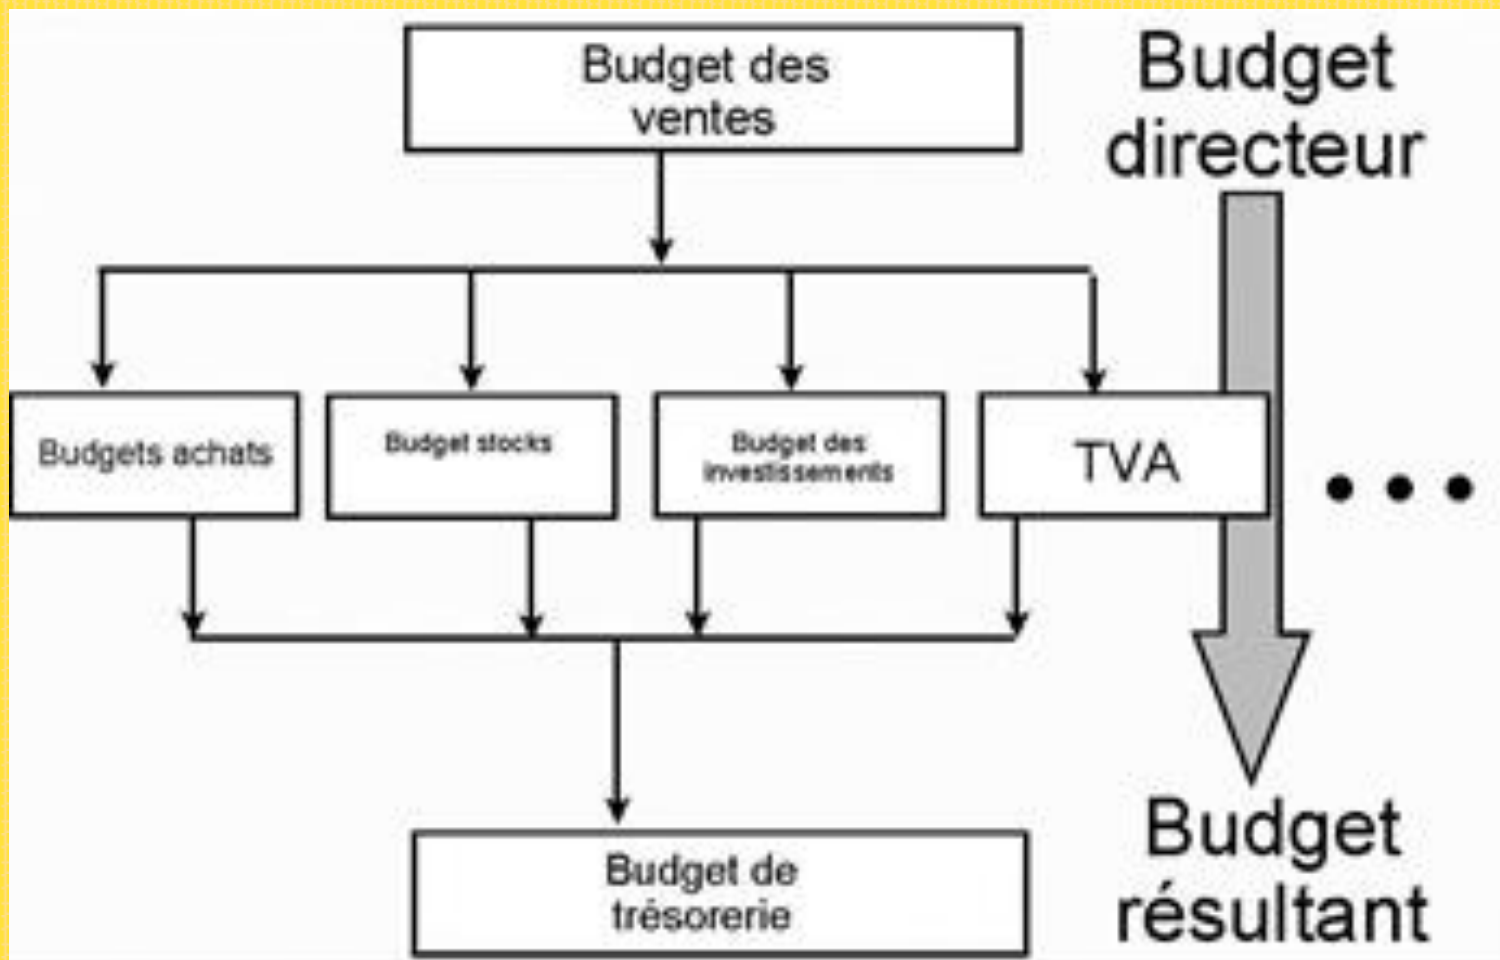 Budget des
ventes
Budget
directeur
Budgets achats
Budget stocks
Budget des
investissements
TVA
Budget de
trésorerie
Budget
résultant